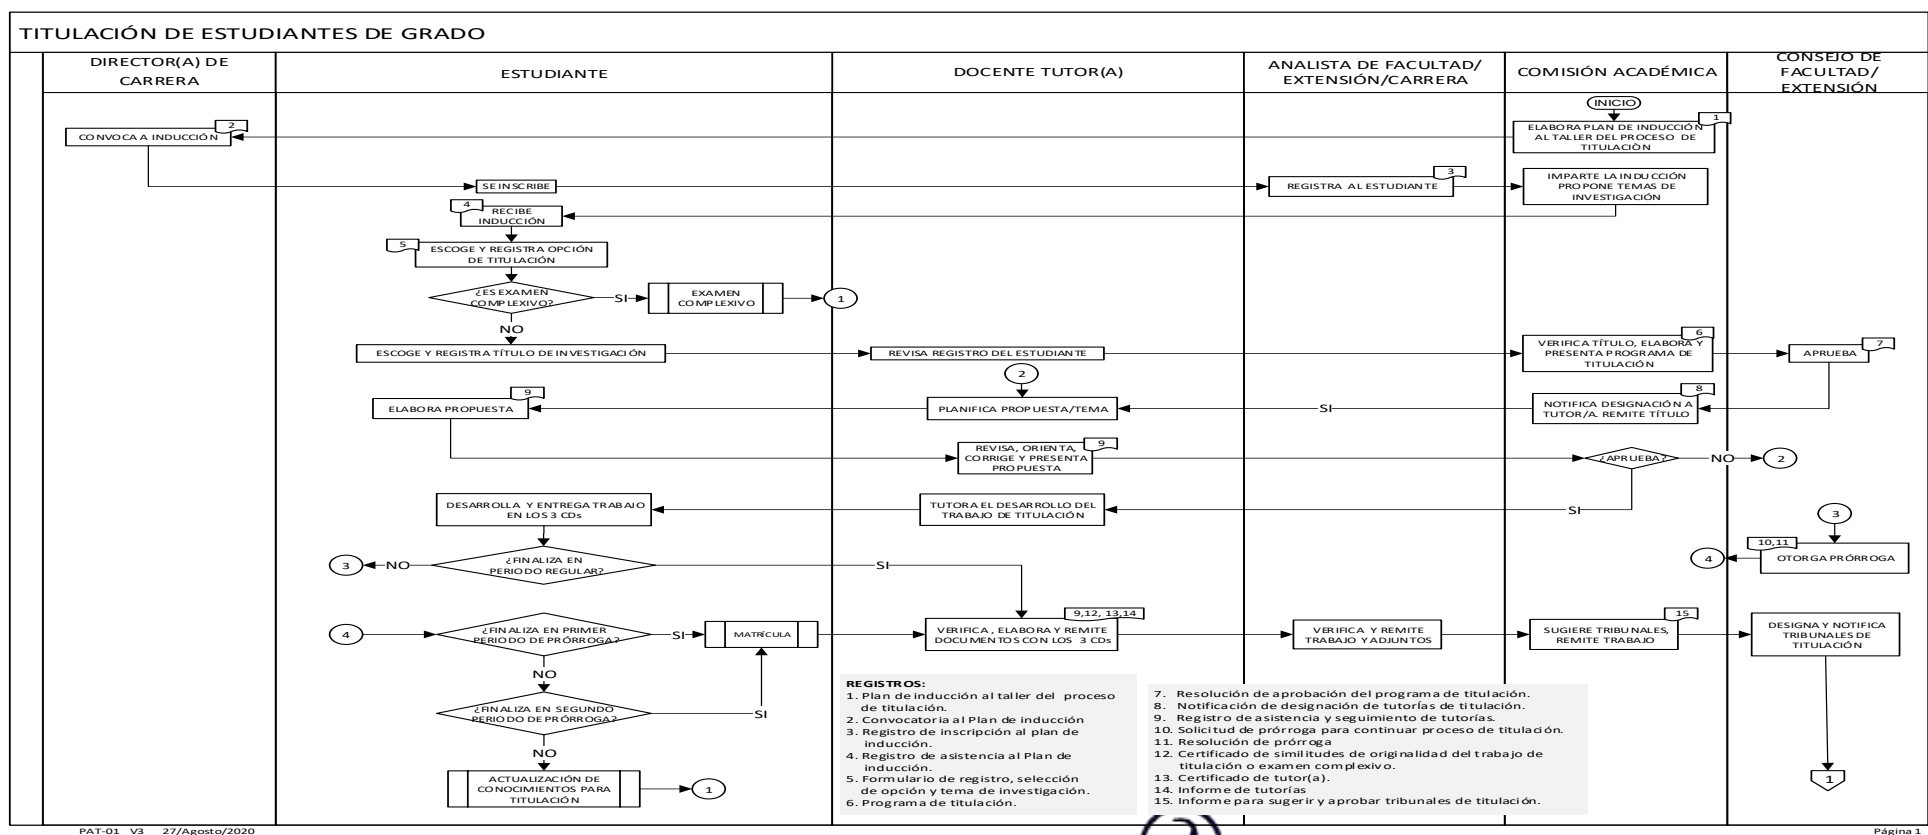 TITULACIÓN DE ESTUDIANTES DE GRADO
DIRECTOR(A) DE
CARRERA
ESTUDIANTE
DOCENTE TUTOR(A)
ANALISTA DE FACULTAD/
EXTENSIÓN/CARRERA
COMISIÓN ACADÉMICA
CONSEJO DE
FACULTAD/
EXTENSIÓN
INICIO
1
ELABORA PLAN DE INDUCCIÓN
AL TALLER DEL PROCESO DE
TITULACIÒN
2
CONVOCA A INDUCCIÓN
SE INSCRIBE
3
REGISTRA AL ESTUDIANTE
IMPARTE LA INDUCCIÓN
PROPONE TEMAS DE
INVESTIGACIÓN
4
RECIBE
INDUCCIÓN
5
ESCOGE Y REGISTRA OPCIÓN
DE TITULACIÓN
¿ES EXAMEN
COMPLEXIVO?
SI
EXAMEN
COMPLEXIVO
1
NO
ESCOGE Y REGISTRA TÍTULO DE INVESTIGACIÓN
REVISA REGISTRO DEL ESTUDIANTE
6
VERIFICA TÍTULO, ELABORA Y
PRESENTA PROGRAMA DE
TITULACIÓN
7
APRUEBA
2
9
ELABORA PROPUESTA
PLANIFICA PROPUESTA/TEMA
SI
8
NOTIFICA DESIGNACIÓN A
TUTOR/A. REMITE TÍTULO
9
REVISA, ORIENTA,
CORRIGE Y PRESENTA
PROPUESTA
¿APRUEBA?
NO
2
DESARROLLA Y ENTREGA TRABAJO
EN LOS 3 CDs
TUTORA EL DESARROLLO DEL
TRABAJO DE TITULACIÓN
SI
3
3
NO
¿FINALIZA EN
PERIODO REGULAR?
SI
4
10,11
OTORGA PRÓRROGA
4
¿FINALIZA EN PRIMER
PERIODO DE PRÓRROGA?
SI
MATRÍCULA
9,12, 13,14
VERIFICA , ELABORA Y REMITE
DOCUMENTOS CON LOS 3 CDs
VERIFICA Y REMITE
TRABAJO Y ADJUNTOS
15
SUGIERE TRIBUNALES,
REMITE TRABAJO
DESIGNA Y NOTIFICA
TRIBUNALES DE
TITULACIÓN
NO
¿FINALIZA EN SEGUNDO
PERIODO DE PRÓRROGA?
SI
NO
ACTUALIZACIÓN DE
CONOCIMIENTOS PARA
TITULACIÓN
1
REGISTROS:
1. Plan de inducción al taller del proceso
de titulación.
2. Convocatoria al Plan de inducción
3. Registro de inscripción al plan de
inducción.
4. Registro de asistencia al Plan de
inducción.
5. Formulario de registro, selección
de opción y tema de investigación.
6. Programa de titulación.
7. Resolución de aprobación del programa de titulación.
8. Notificación de designación de tutorías de titulación.
9. Registro de asistencia y seguimiento de tutorías.
10. Solicitud de prórroga para continuar proceso de titulación.
11. Resolución de prórroga
12. Certificado de similitudes de originalidad del trabajo de
titulación o examen complexivo.
13. Certificado de tutor(a).
14. Informe de tutorías
15. Informe para sugerir y aprobar tribunales de titulación.
1
PAT-01 V3 27/Agosto/2020
Página 1